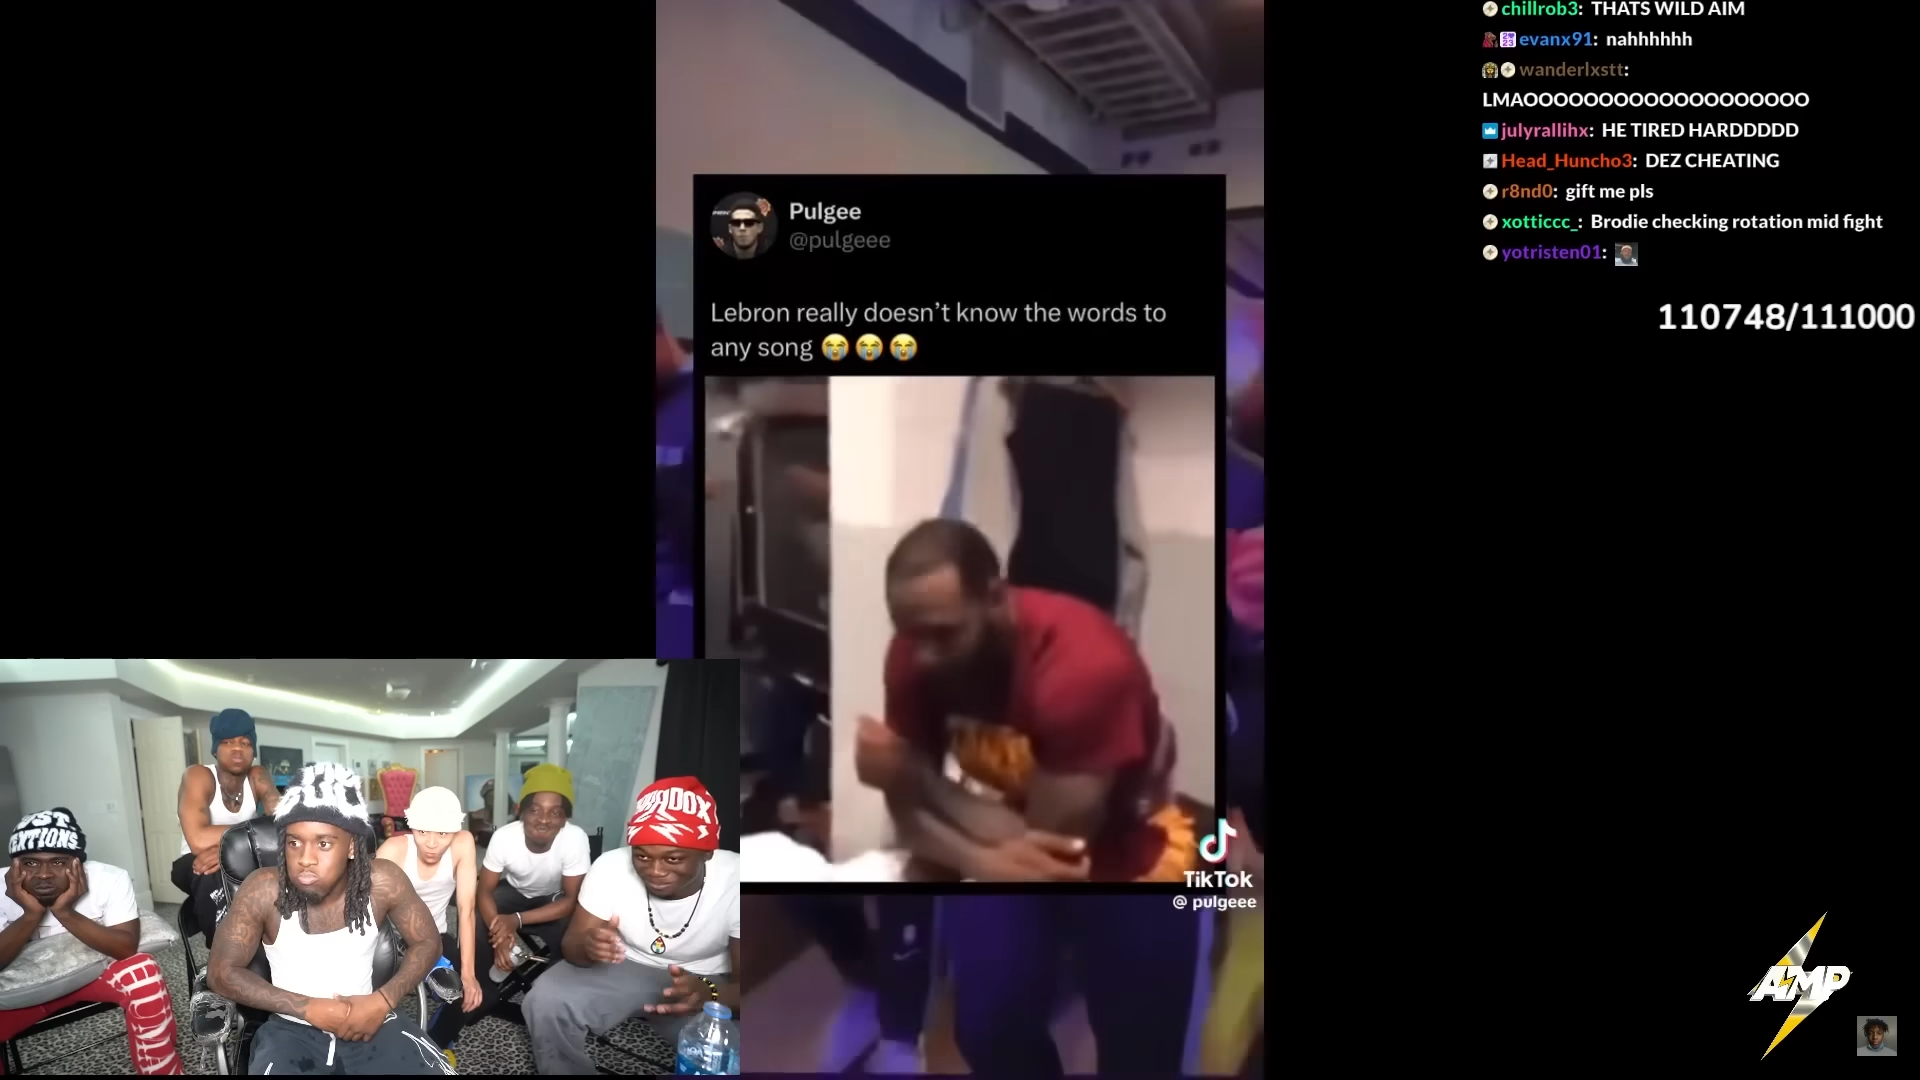 chillrob3: THATS WILD AIM
evanx91: nahhhhhh
wanderlxstt:
LMAOOOOOOOOOOOOOOOOOOO
julyrallihx: HE TIRED HARDDDDD
Head_Huncho3: DEZ CHEATING
r8nd0: gift me pls
xotticcc_: Brodie checking rotation mid fight
yotristen01:
110748/111000
Pulgee
@pulgeee
Lebron really doesn’t know the words to
any song 😭😭😭
TikTok
@ pulgeee
AMP